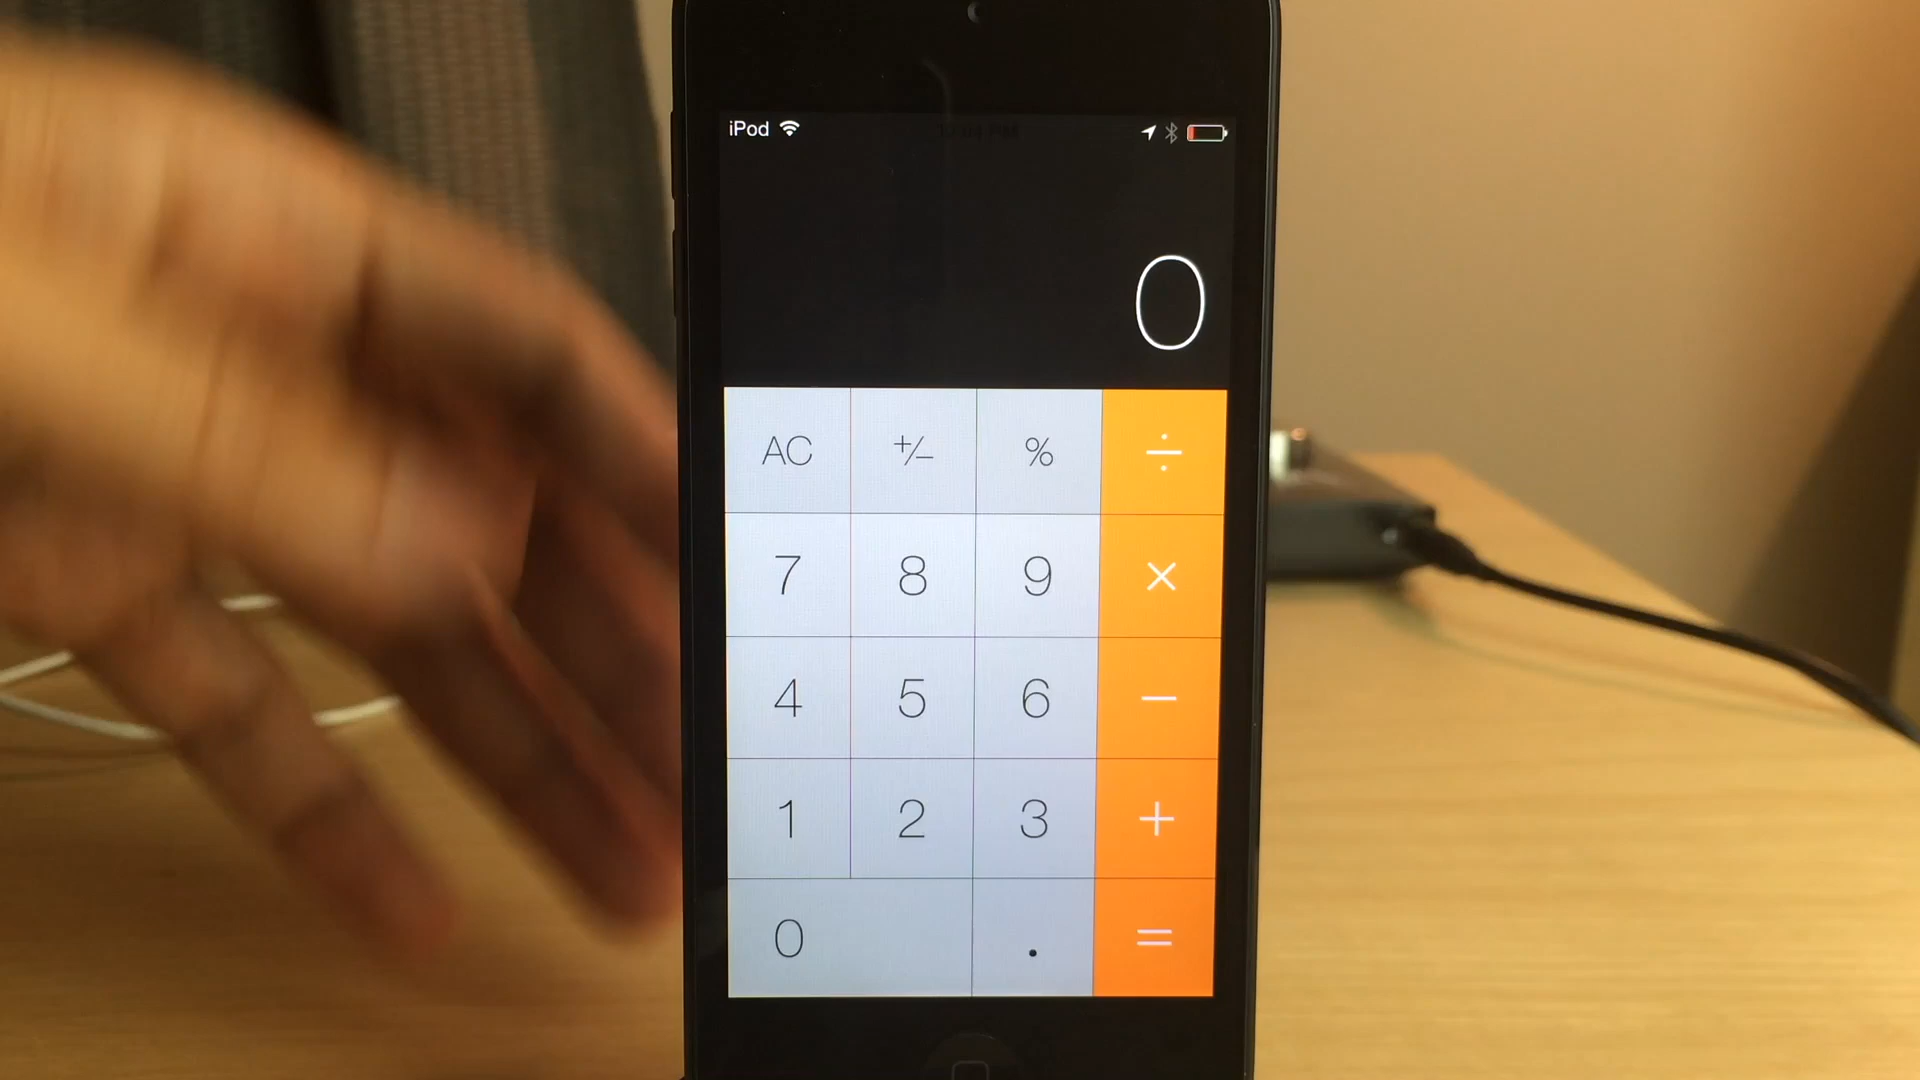 iPod
0
AC +/− % ÷
7 8 9 ×
4 5 6 −
1 2 3 +
0 . =